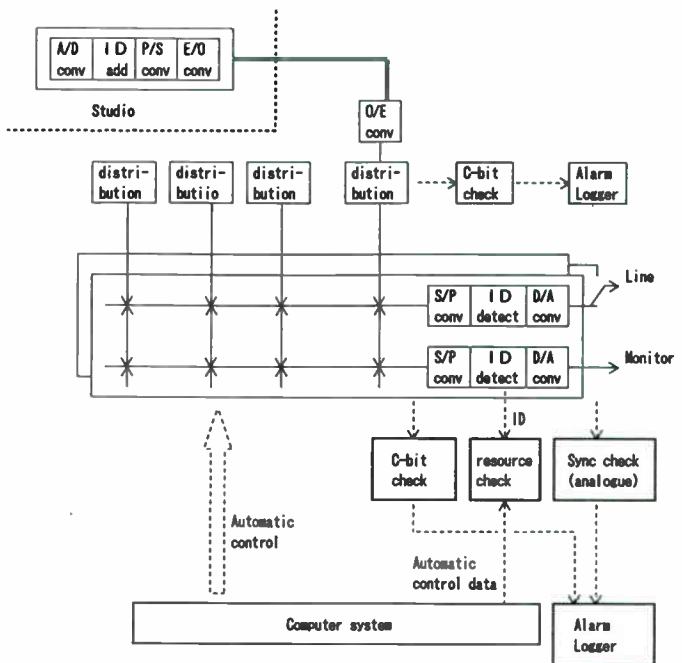 A/D ID P/S E/O
conv add conv conv
Studio
O/E
conv
distri-
bution
distri-
butiio
distri-
bution
distri-
bution
C-bit
check
Alarm
Logger
Line
S/P ID D/A
conv detect conv
S/P ID D/A
conv detect conv
Monitor
ID
C-bit
check
resource
check
Sync check
(analogue)
Automatic
control
Automatic
control data
Computer system
Alarm
Logger